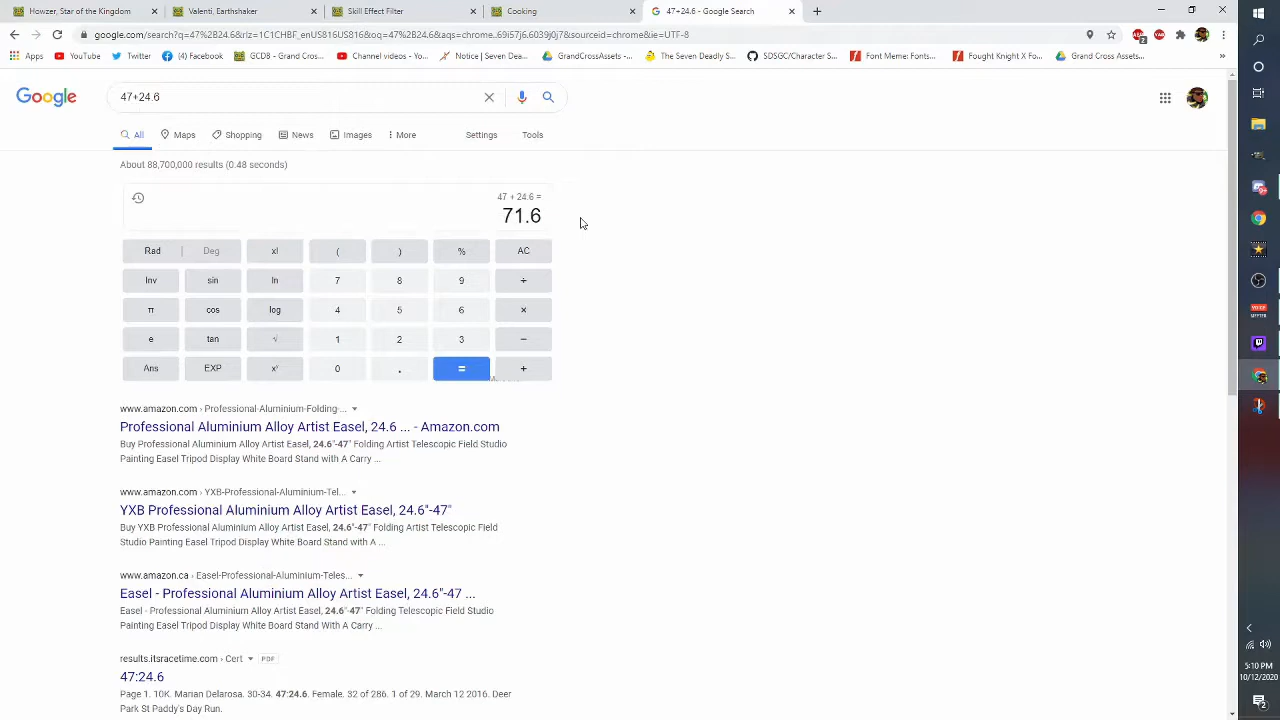 Howzer, Star of the Kingdom
Valenti, Earthshaker
Skill Effect Filter
Cooking
47+24.6 - Google Search
google.com/search?q=47%2B24.6&rlz=1C1CHBF_enUS816US816&oq=47%2B24.6&aqs=chrome..69i57j6.6039j0j7&sourceid=chrome&ie=UTF-8
Apps
YouTube
Twitter
(4) Facebook
GCDB - GrandCross...
Channel videos - Yo...
Notice | Seven Dea...
GrandCrossAssets - ...
The Seven Deadly S...
SDSGC/Character S...
Font Meme: Fonts...
Fought Knight X Fo...
Grand Cross Assets...
Google
47+24.6
All
Maps
Shopping
News
Images
More
Settings
Tools
About 88,700,000 results (0.48 seconds)
47 + 24.6 =
71.6
Rad | Deg x! ( ) % AC
Inv sin ln 7 8 9 ÷
π cos log 4 5 6 ×
e tan √ 1 2 3 −
Ans EXP xʸ 0 . = +
www.amazon.com › Professional-Aluminium-Folding-...
Professional Aluminium Alloy Artist Easel, 24.6 ... - Amazon.com
Buy Professional Aluminium Alloy Artist Easel, 24.6"-47" Folding Artist Telescopic Field Studio
Painting Easel Tripod Display White Board Stand with A Carry ...
www.amazon.com › YXB-Professional-Aluminium-Tel...
YXB Professional Aluminium Alloy Artist Easel, 24.6"-47"
Buy YXB Professional Aluminium Alloy Artist Easel, 24.6"-47" Folding Artist Telescopic Field
Studio Painting Easel Tripod Display White Board Stand with A ...
www.amazon.ca › Easel-Professional-Aluminium-Teles...
Easel - Professional Aluminium Alloy Artist Easel, 24.6"-47 ...
Easel - Professional Aluminium Alloy Artist Easel, 24.6"-47" Folding Telescopic Field Studio
Painting Easel Tripod Display White Board Stand With A Carry ...
results.itsracetime.com › Cert
PDF
47:24.6
Page 1. 10K. Marian Delarosa. 30-34. 47:24.6. Female. 32 of 286. 1 of 29. March 12 2016. Deer
Park St Paddy's Day Run.
5:10 PM
10/12/2020
2